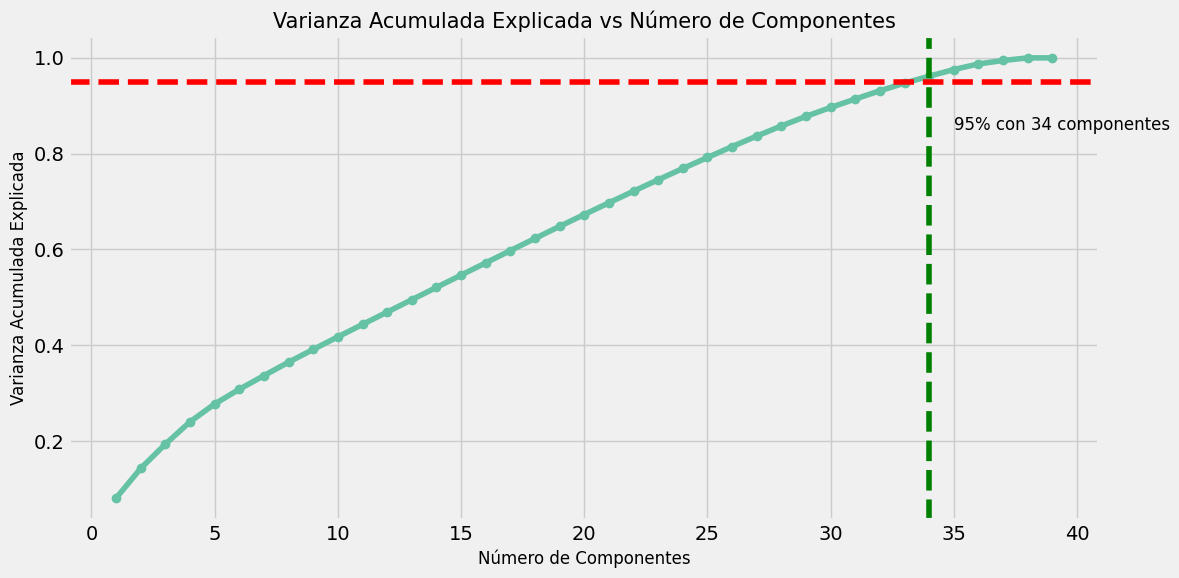 Varianza Acumulada Explicada vs Número de Componentes
Varianza Acumulada Explicada
1.0
0.8
0.6
0.4
0.2
95% con 34 componentes
0 5 10 15 20 25 30 35 40
Número de Componentes